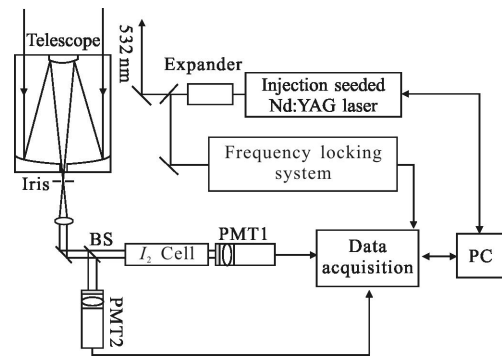 Telescope
532 nm
Expander
Injection seeded
Nd:YAG laser
Frequency locking
system
Iris
BS
I₂ Cell
PMT1
Data
acquisition
PC
PMT2